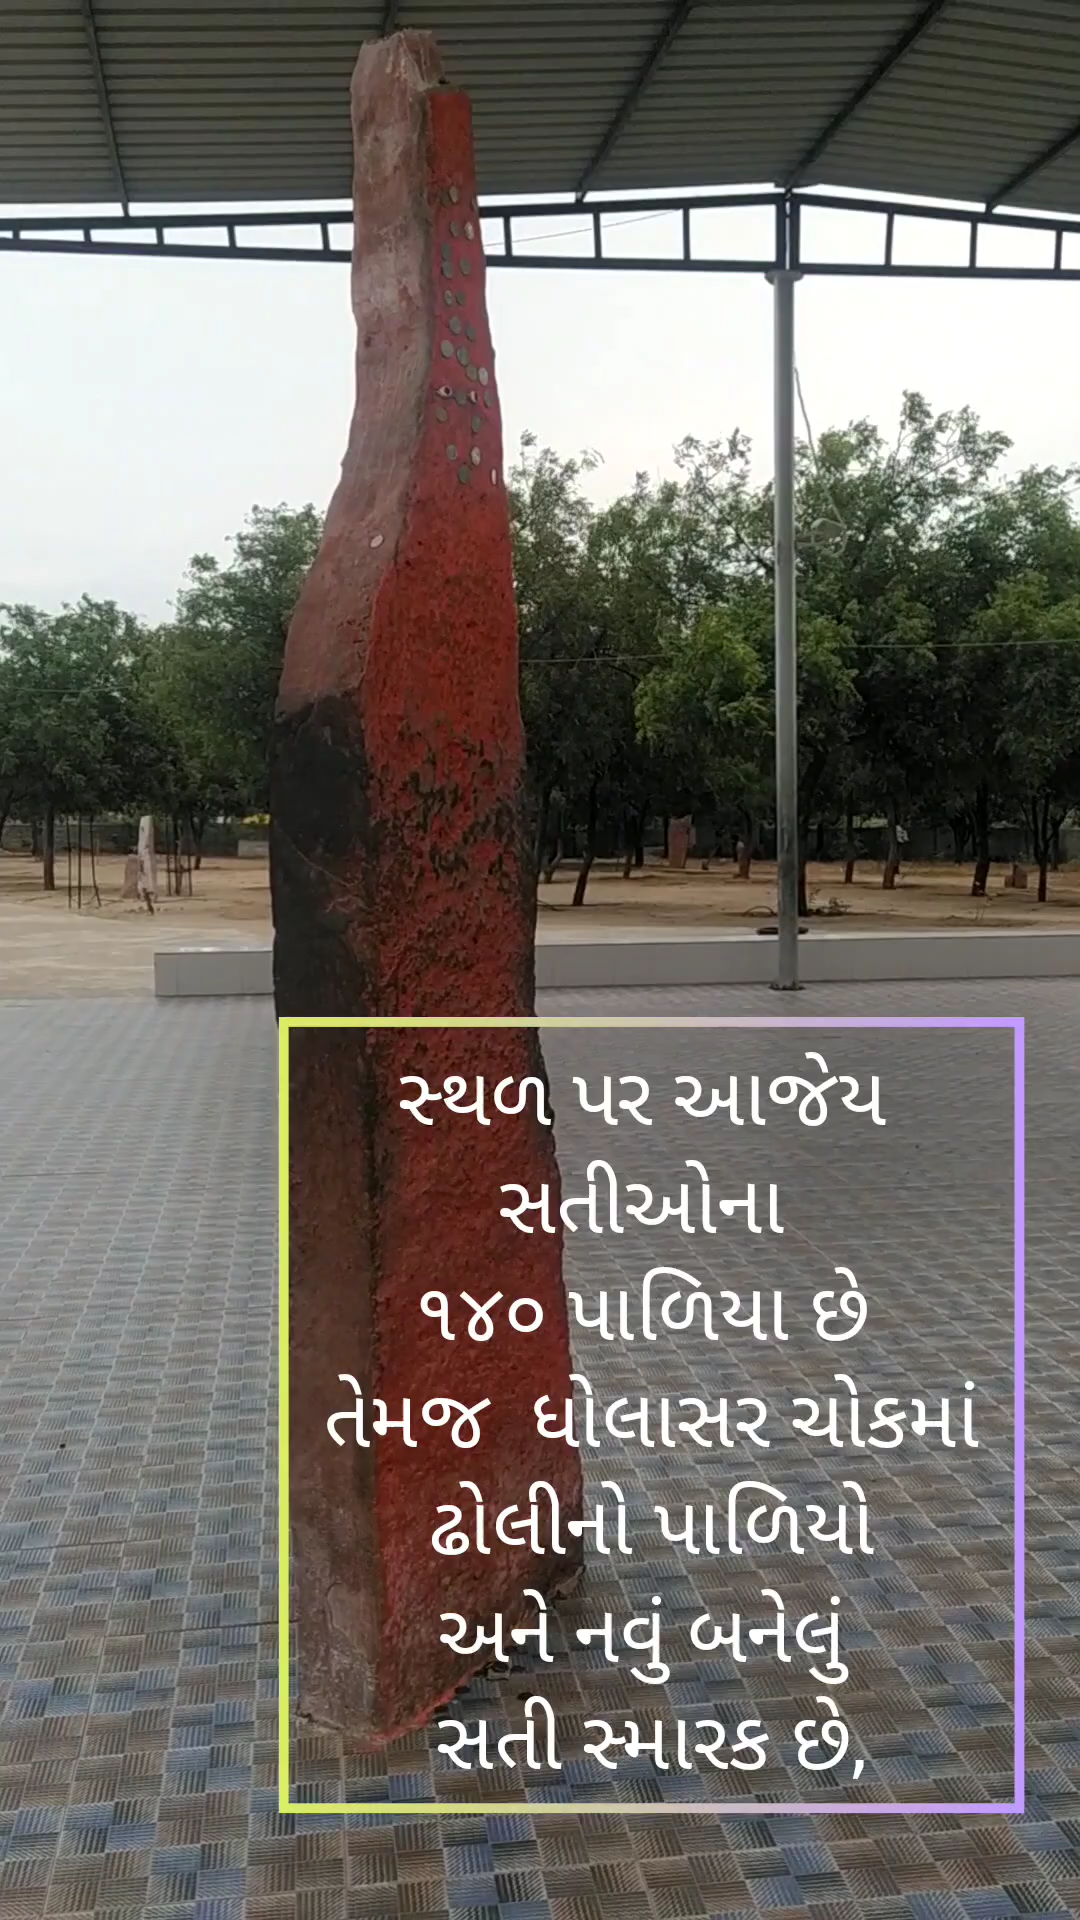 સ્થળ પર આજેય
સતીઓના
૧૪૦ પાળિયા છે
તેમજ ધોલાસર ચોકમાં
ઢોલીનો પાળિયો
અને નવું બનેલું
સતી સ્મારક છે,